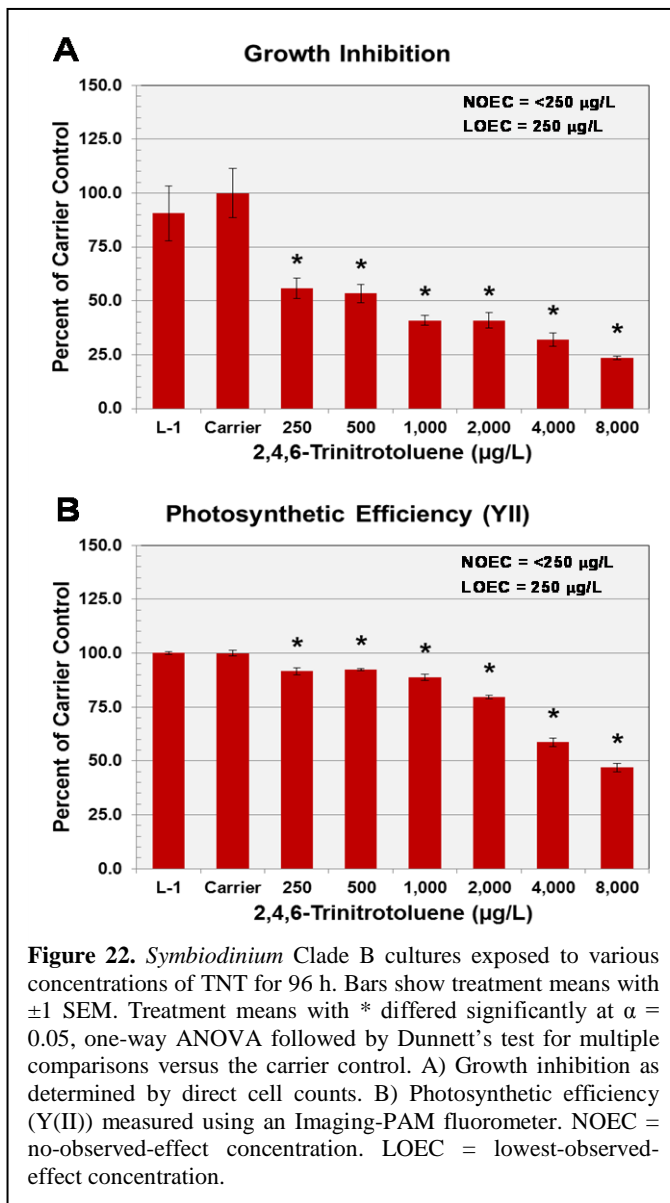 A
Growth Inhibition
NOEC = <250 µg/L
LOEC = 250 µg/L
Percent of Carrier Control
150.0
125.0
100.0
75.0
50.0
25.0
0.0
* * * * * *
L-1 Carrier 250 500 1,000 2,000 4,000 8,000
2,4,6-Trinitrotoluene (µg/L)
B
Photosynthetic Efficiency (YII)
NOEC = <250 µg/L
LOEC = 250 µg/L
Percent of Carrier Control
150.0
125.0
100.0
75.0
50.0
25.0
0.0
* * * * * *
L-1 Carrier 250 500 1,000 2,000 4,000 8,000
2,4,6-Trinitrotoluene (µg/L)
Figure 22. Symbiodinium Clade B cultures exposed to various
concentrations of TNT for 96 h. Bars show treatment means with
±1 SEM. Treatment means with * differed significantly at α =
0.05, one-way ANOVA followed by Dunnett’s test for multiple
comparisons versus the carrier control. A) Growth inhibition as
determined by direct cell counts. B) Photosynthetic efficiency
(Y(II)) measured using an Imaging-PAM fluorometer. NOEC =
no-observed-effect concentration. LOEC = lowest-observed-
effect concentration.